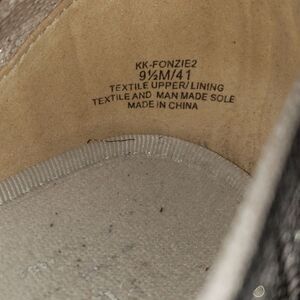 KK-FONZIE2
9½M/41
TEXTILE UPPER/LINING
TEXTILE AND MAN MADE SOLE
MADE IN CHINA